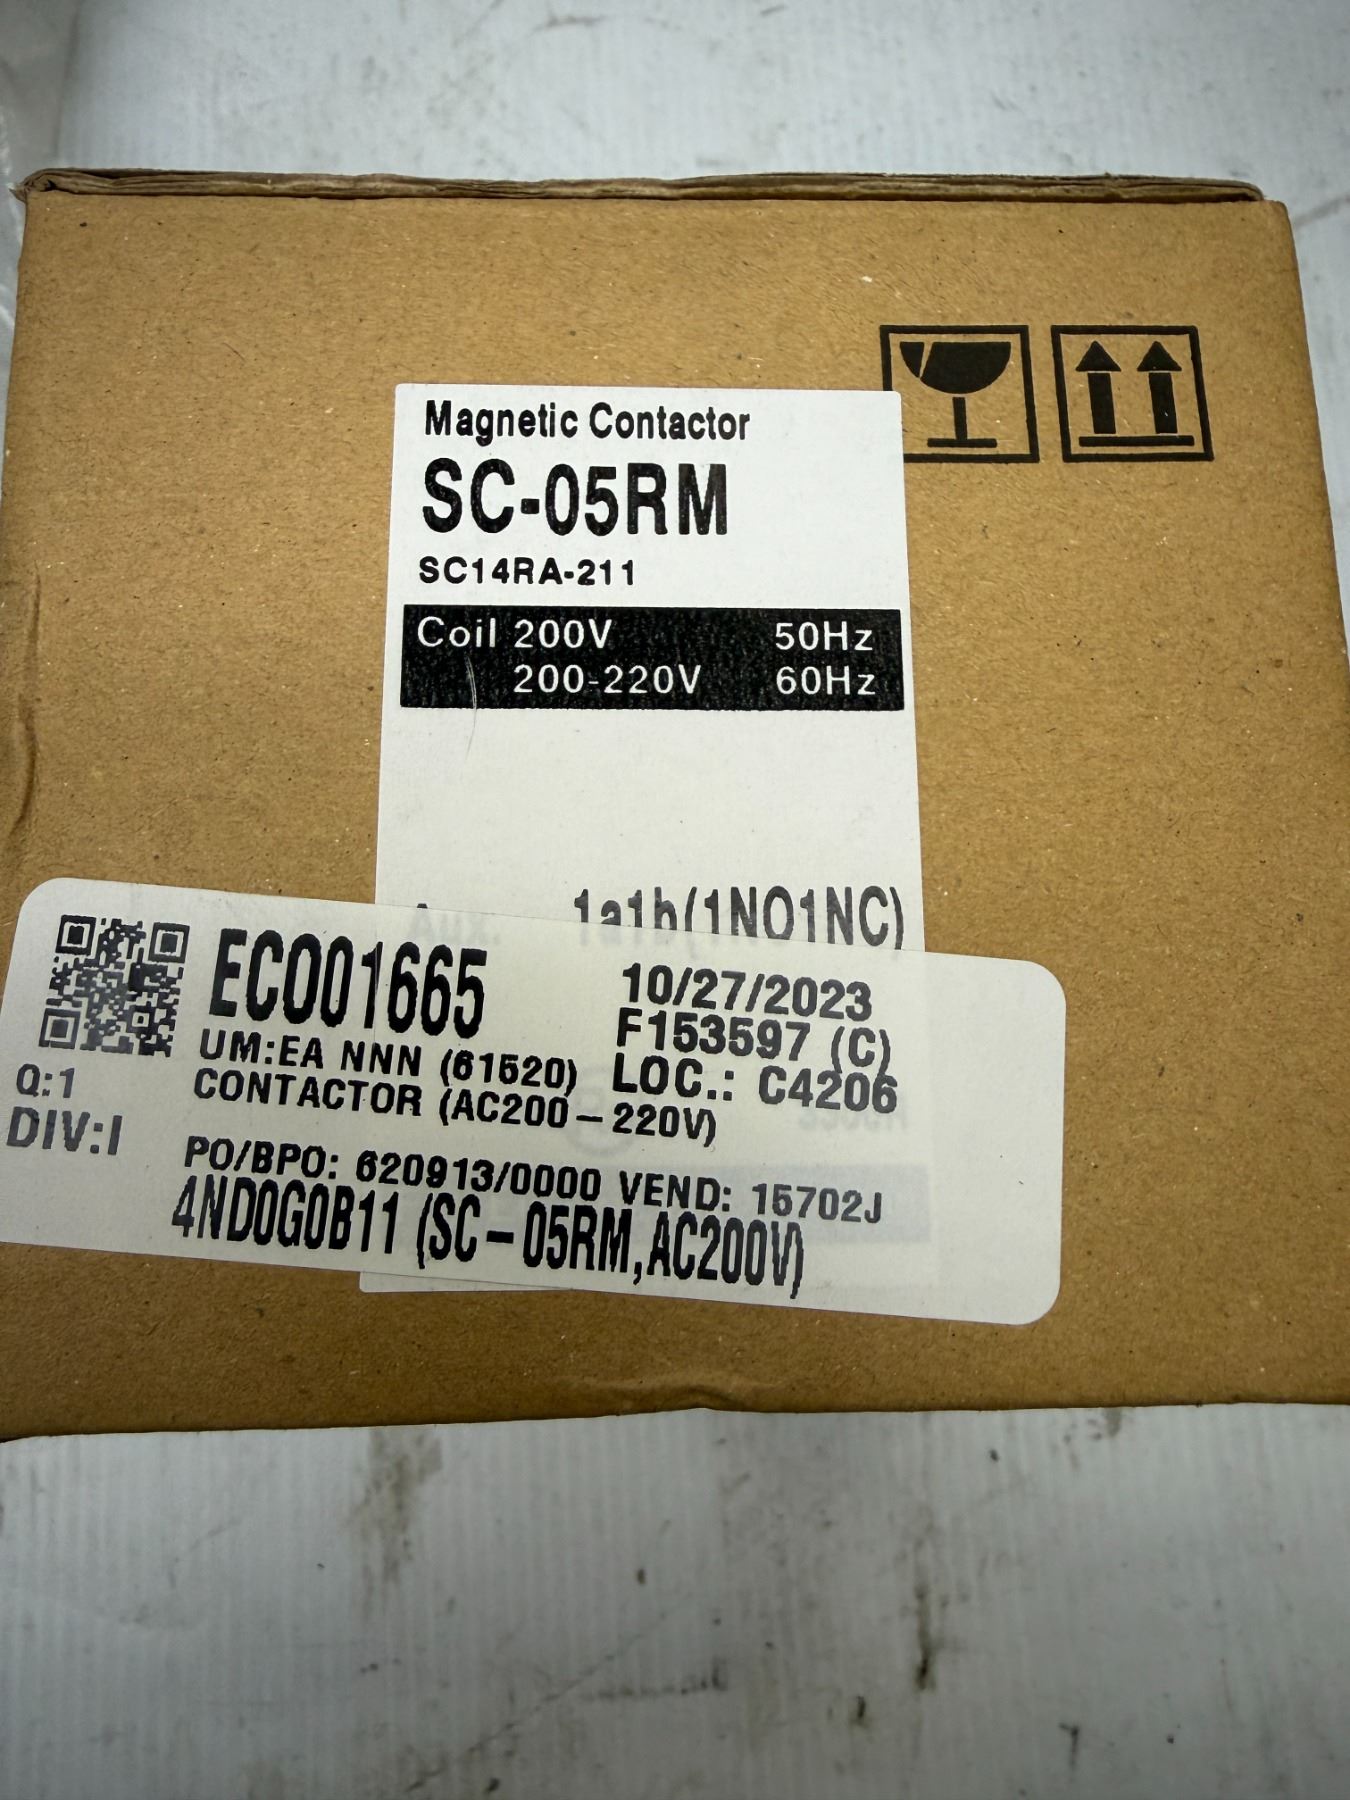 Magnetic Contactor
SC-05RM
SC14RA-211
Coil 200V 50Hz
200-220V 60Hz
Aux. 1a1b(1NO1NC)
ECO01665
10/27/2023
F153597 (C)
UM:EA NNN (61520)
LOC.: C4206
Q:1
CONTACTOR (AC200-220V)
DIV:I
PO/BPO: 620913/0000 VEND: 15702J
4ND0G0B11 (SC-05RM,AC200V)